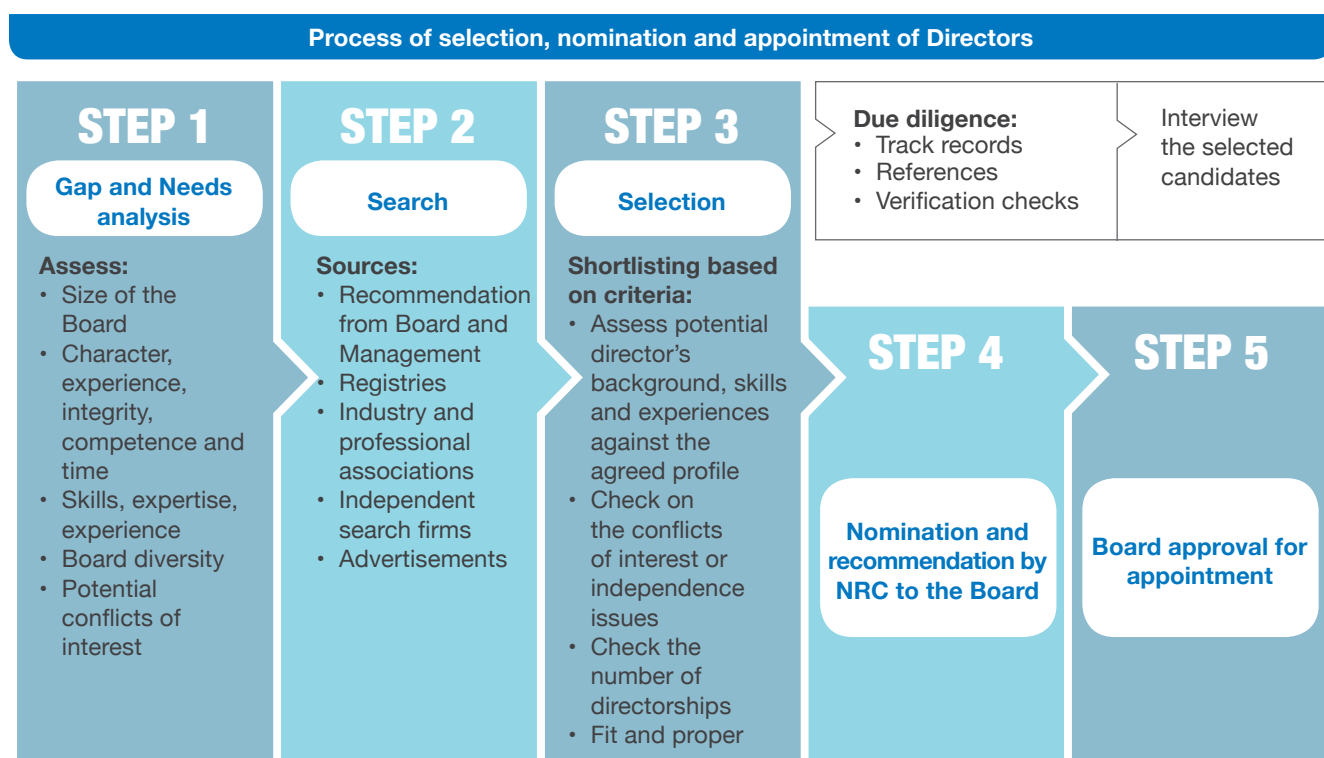 Process of selection, nomination and appointment of Directors
STEP 1
Gap and Needs
analysis
Assess:
• Size of the
Board
• Character,
experience,
integrity,
competence and
time
• Skills, expertise,
experience
• Board diversity
• Potential
conflicts of
interest
STEP 2
Search
Sources:
• Recommendation
from Board and
Management
• Registries
• Industry and
professional
associations
• Independent
search firms
• Advertisements
STEP 3
Selection
Shortlisting based
on criteria:
• Assess potential
director’s
background, skills
and experiences
against the
agreed profile
• Check on
the conflicts
of interest or
independence
issues
• Check the
number of
directorships
• Fit and proper
Due diligence:
• Track records
• References
• Verification checks
Interview
the selected
candidates
STEP 4
Nomination and
recommendation by
NRC to the Board
STEP 5
Board approval for
appointment